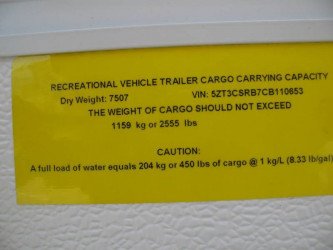 RECREATIONAL VEHICLE TRAILER CARGO CARRYING CAPACITY
Dry Weight: 7507 VIN: 5ZT3CSRB7CB110653
THE WEIGHT OF CARGO SHOULD NOT EXCEED
1159 kg or 2555 lbs
CAUTION:
A full load of water equals 204 kg or 450 lbs of cargo @ 1 kg/L (8.33 lb/gal)